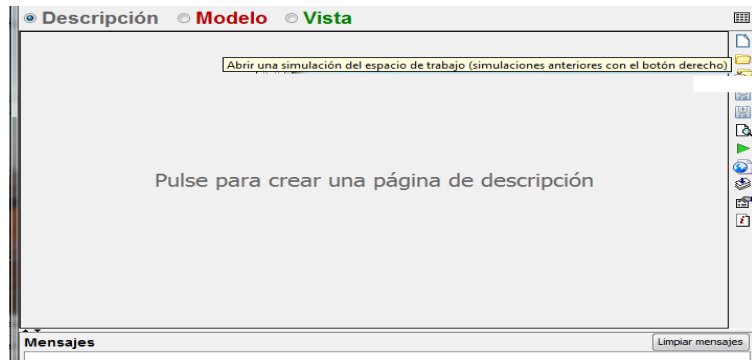 Descripción Modelo Vista
Abrir una simulación del espacio de trabajo (simulaciones anteriores con el botón derecho)
Pulse para crear una página de descripción
Mensajes Limpiar mensajes